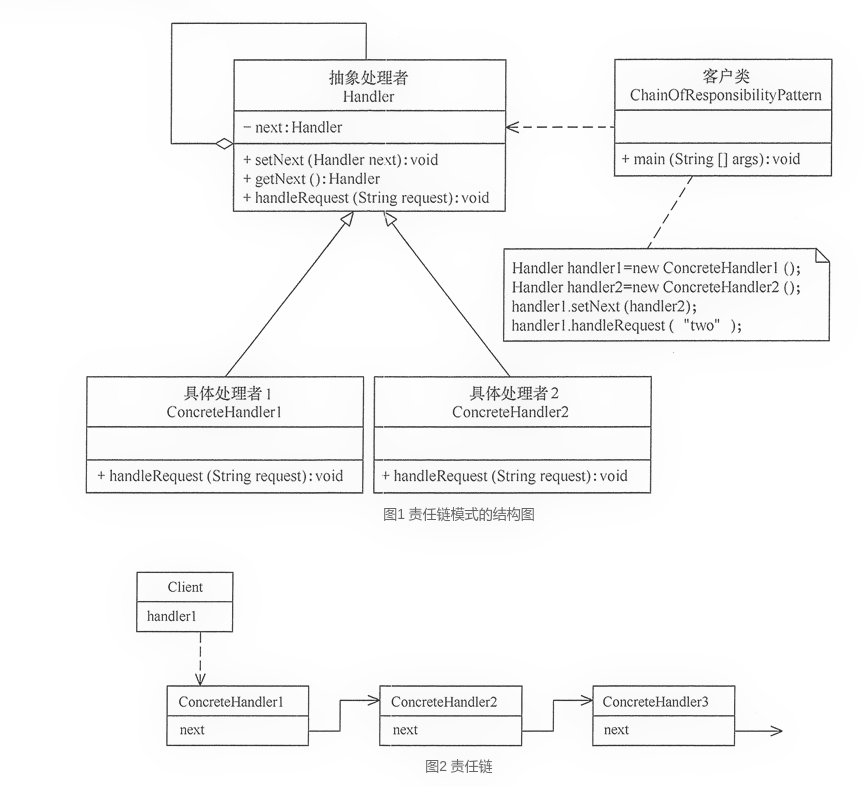 抽象处理者
Handler
- next:Handler
+ setNext (Handler next):void
+ getNext ():Handler
+ handleRequest (String request):void
客户类
ChainOfResponsibilityPattern
+ main (String [] args):void
Handler handler1=new ConcreteHandler1 ();
Handler handler2=new ConcreteHandler2 ();
handler1.setNext (handler2);
handler1.handleRequest ( "two" );
具体处理者1
ConcreteHandler1
+ handleRequest (String request):void
具体处理者2
ConcreteHandler2
+ handleRequest (String request):void
图1 责任链模式的结构图
Client
handler1
ConcreteHandler1
next
ConcreteHandler2
next
ConcreteHandler3
next
图2 责任链